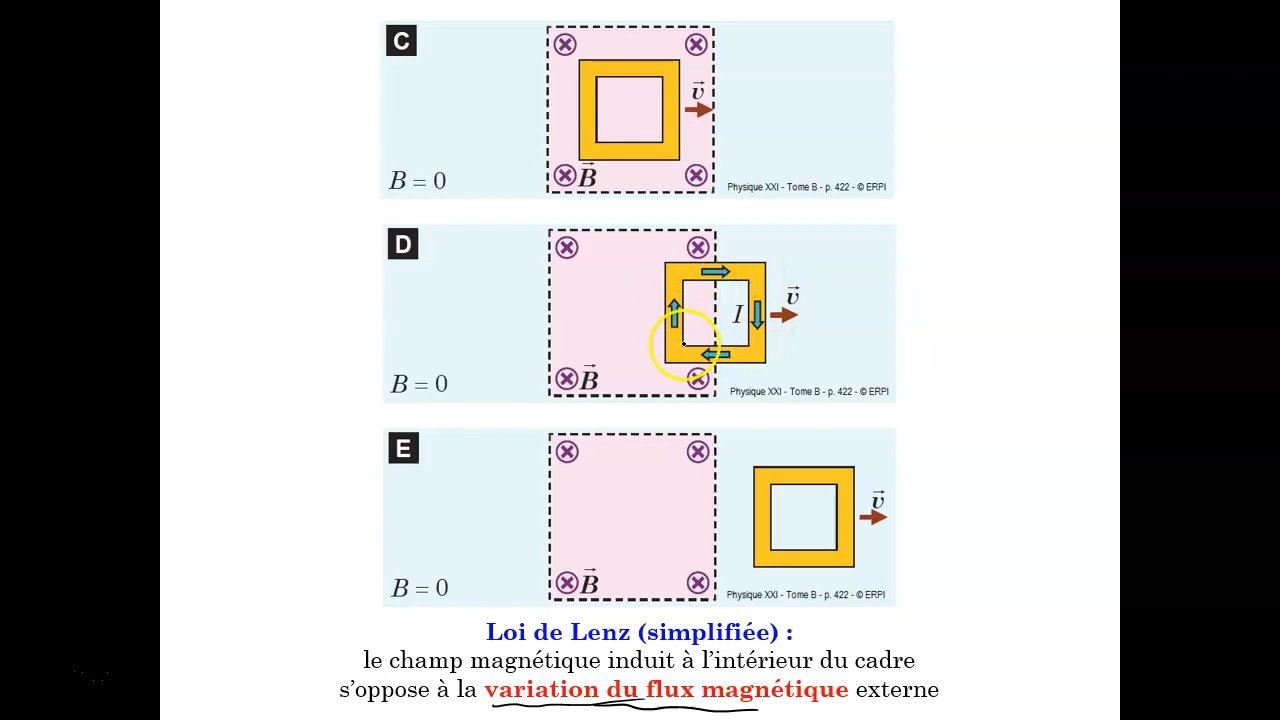 C
v
B
B = 0
Physique XXI - Tome B - p. 422 - © ERPI
D
I
v
B
B = 0
Physique XXI - Tome B - p. 422 - © ERPI
E
v
B
B = 0
Physique XXI - Tome B - p. 422 - © ERPI
Loi de Lenz (simplifiée) :
le champ magnétique induit à l’intérieur du cadre
s’oppose à la variation du flux magnétique externe